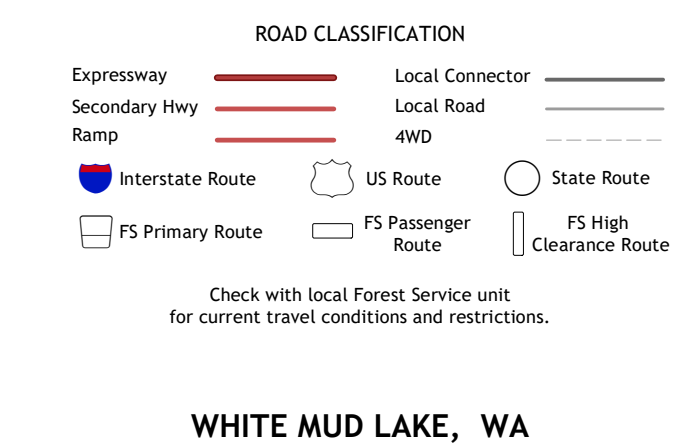 ROAD CLASSIFICATION
Expressway
Local Connector
Secondary Hwy
Local Road
Ramp
4WD
Interstate Route
US Route
State Route
FS Primary Route
FS Passenger
Route
FS High
Clearance Route
Check with local Forest Service unit
for current travel conditions and restrictions.
WHITE MUD LAKE, WA